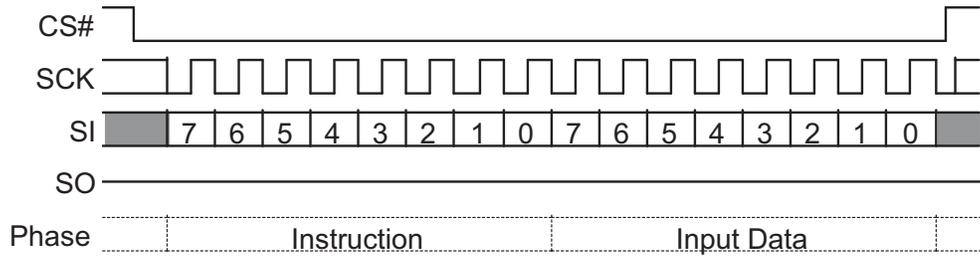 CS#
SCK
SI 7 6 5 4 3 2 1 0 7 6 5 4 3 2 1 0
SO
Phase Instruction Input Data